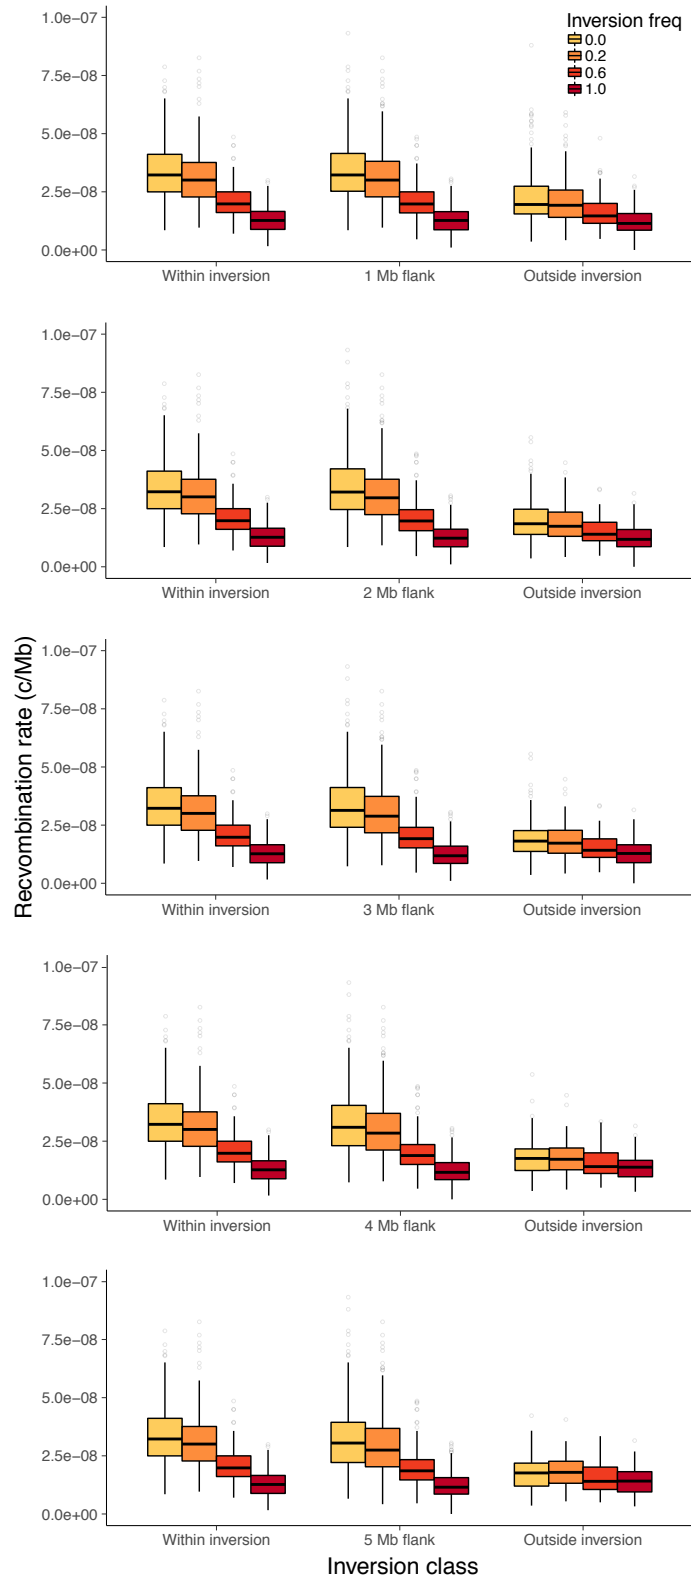 Inversion freq
0.0
0.2
0.6
1.0
1.0e−07
7.5e−08
5.0e−08
2.5e−08
0.0e+00
Within inversion
1 Mb flank
Outside inversion
1.0e−07
7.5e−08
5.0e−08
2.5e−08
0.0e+00
Within inversion
2 Mb flank
Outside inversion
Recvombination rate (c/Mb)
1.0e−07
7.5e−08
5.0e−08
2.5e−08
0.0e+00
Within inversion
3 Mb flank
Outside inversion
1.0e−07
7.5e−08
5.0e−08
2.5e−08
0.0e+00
Within inversion
4 Mb flank
Outside inversion
1.0e−07
7.5e−08
5.0e−08
2.5e−08
0.0e+00
Within inversion
5 Mb flank
Outside inversion
Inversion class